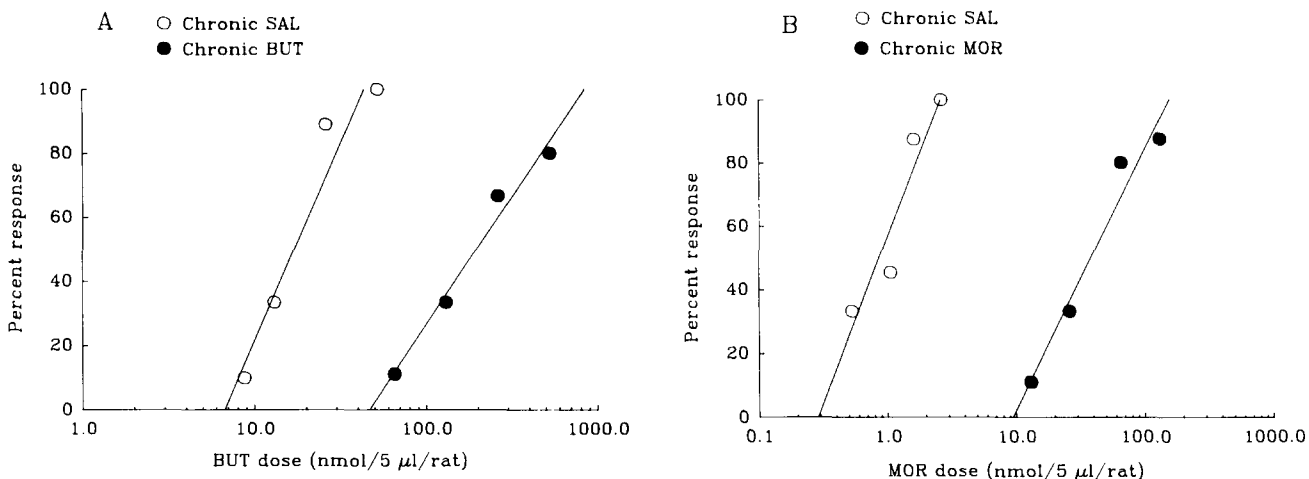 A
○ Chronic SAL
● Chronic BUT
100
80
60
40
20
0
Percent response
1.0
10.0
100.0
1000.0
BUT dose (nmol/5 μl/rat)
B
○ Chronic SAL
● Chronic MOR
100
80
60
40
20
0
Percent response
0.1
1.0
10.0
100.0
1000.0
MOR dose (nmol/5 μl/rat)